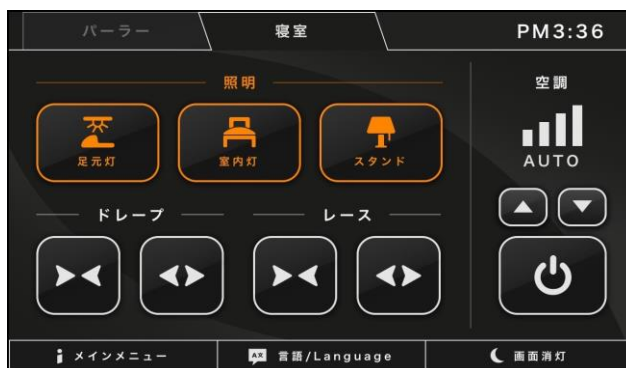 パーラー
寝室
PM3:36
照明
足元灯
室内灯
スタンド
空調
AUTO
ドレープ
レース
メインメニュー
言語/Language
画面消灯